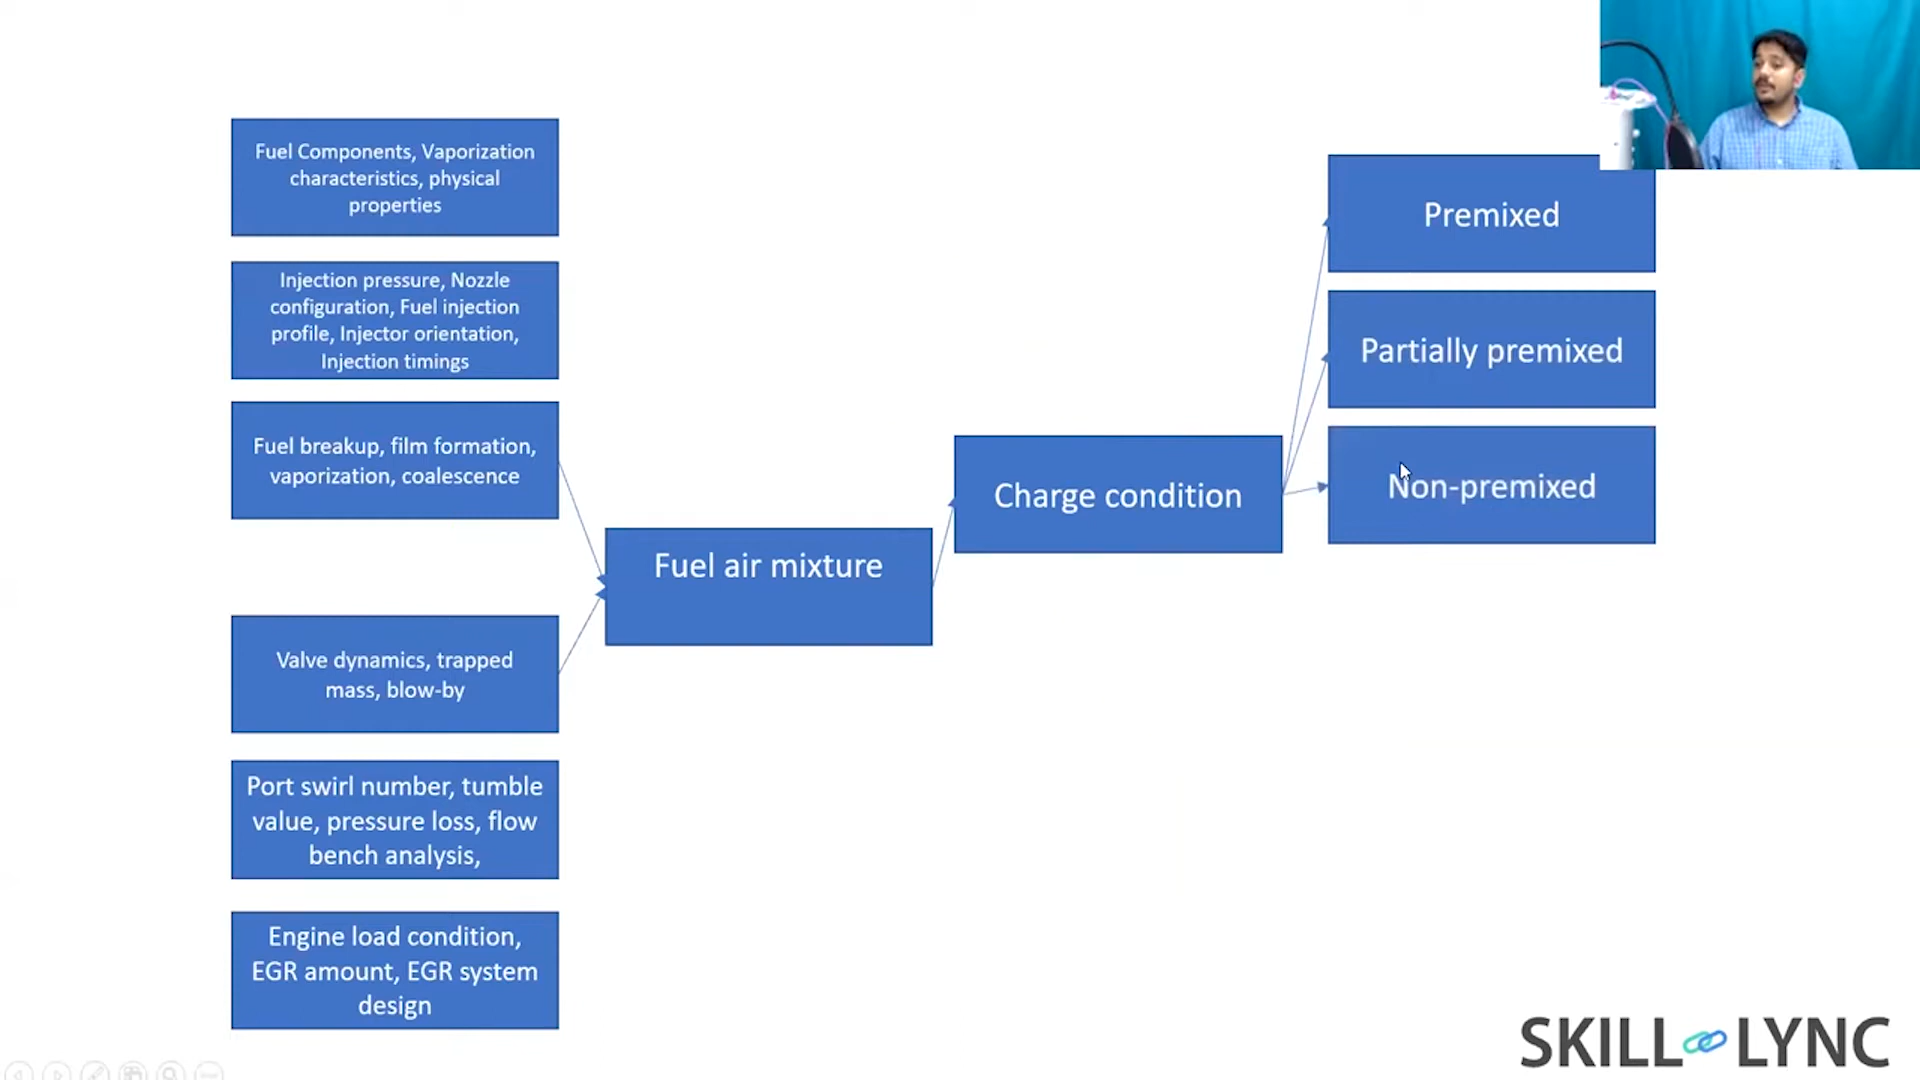 Fuel Components, Vaporization
characteristics, physical
properties
Injection pressure, Nozzle
configuration, Fuel injection
profile, Injector orientation,
Injection timings
Fuel breakup, film formation,
vaporization, coalescence
Valve dynamics, trapped
mass, blow-by
Port swirl number, tumble
value, pressure loss, flow
bench analysis,
Engine load condition,
EGR amount, EGR system
design
Fuel air mixture
Charge condition
Premixed
Partially premixed
Non-premixed
SKILL LYNC